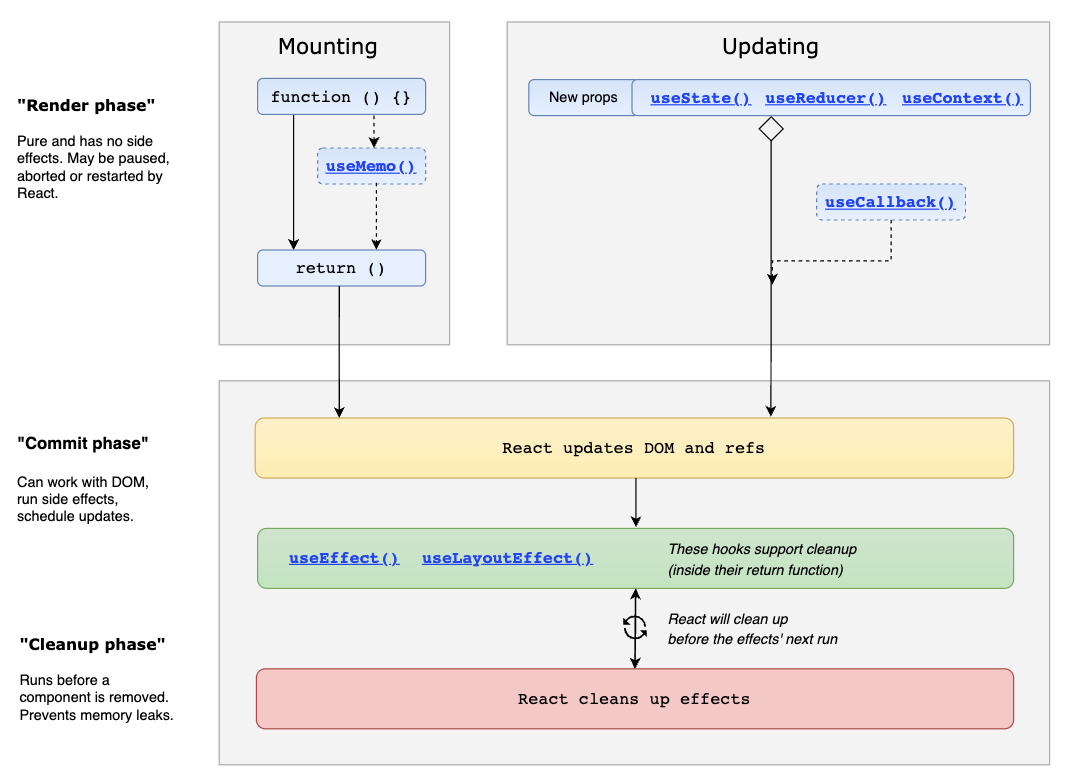 Mounting
Updating
"Render phase"
Pure and has no side
effects. May be paused,
aborted or restarted by
React.
function () {}
useMemo()
return ()
New props
useState() useReducer() useContext()
useCallback()
"Commit phase"
Can work with DOM,
run side effects,
schedule updates.
React updates DOM and refs
useEffect() useLayoutEffect()
These hooks support cleanup
(inside their return function)
React will clean up
before the effects' next run
"Cleanup phase"
Runs before a
component is removed.
Prevents memory leaks.
React cleans up effects